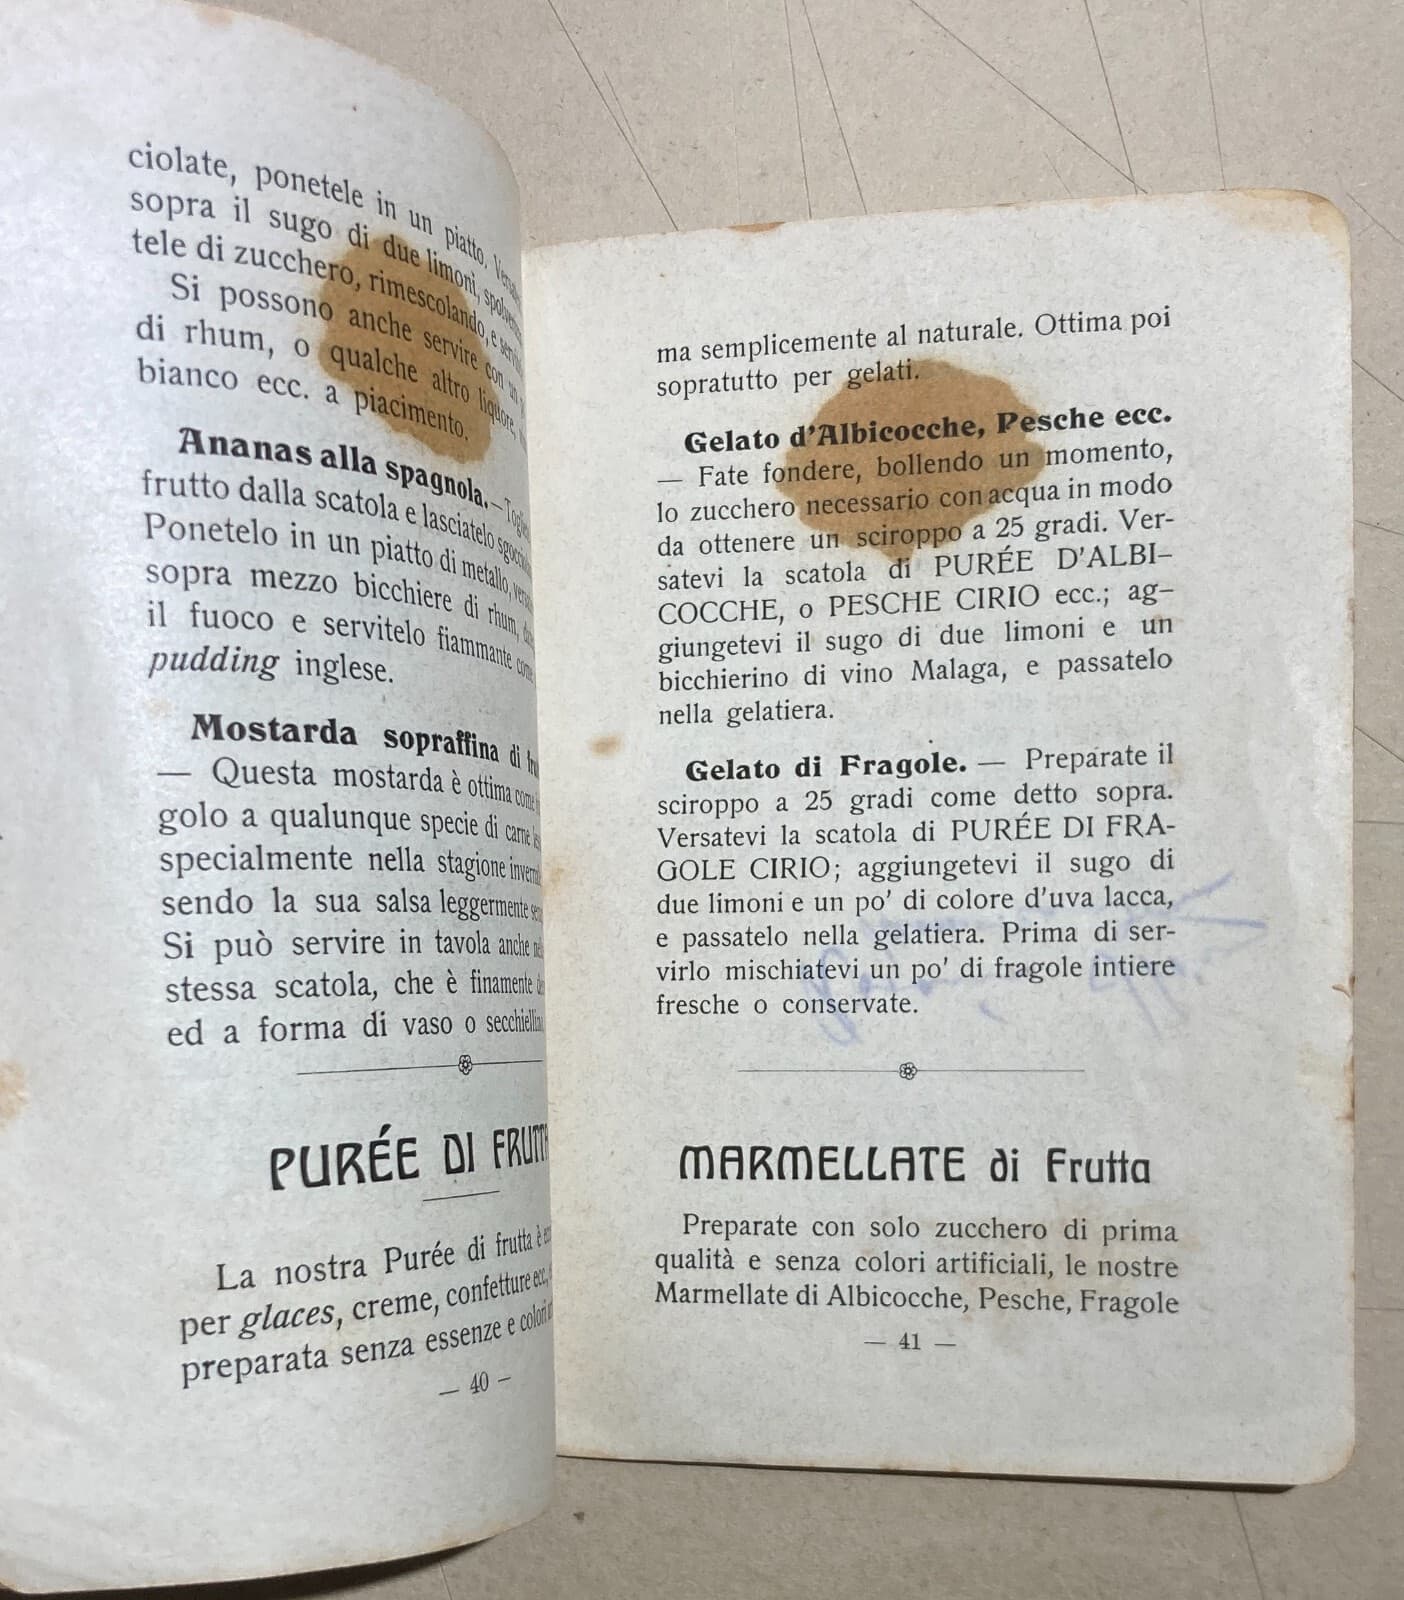 ciolate, ponetele in un piatto.
sopra il sugo di due limoni,
tele di zucchero, rimescolando, e
Si possono anche servire con un
di rhum, o qualche altro liquore,
bianco ecc. a piacimento.
Ananas alla spagnola. —
frutto dalla scatola e lasciatelo
Ponetelo in un piatto di metallo,
sopra mezzo bicchiere di rhum,
il fuoco e servitelo fiammante come
pudding inglese.
Mostarda sopraffina di
— Questa mostarda è ottima come
golo a qualunque specie di carne
specialmente nella stagione
sendo la sua salsa leggermente
Si può servire in tavola anche
stessa scatola, che è finamente
ed a forma di vaso o
PURÉE DI FRUTTA
La nostra Purée di frutta è
per glaces, creme, confetture ecc.,
preparata senza essenze e colori
— 40 —
ma semplicemente al naturale. Ottima poi
sopratutto per gelati.
Gelato d'Albicocche, Pesche ecc.
— Fate fondere, bollendo un momento,
lo zucchero necessario con acqua in modo
da ottenere un sciroppo a 25 gradi. Ver-
satevi la scatola di PURÉE D'ALBI-
COCCHE, o PESCHE CIRIO ecc.; ag-
giungetevi il sugo di due limoni e un
bicchierino di vino Malaga, e passatelo
nella gelatiera.
Gelato di Fragole. — Preparate il
sciroppo a 25 gradi come detto sopra.
Versatevi la scatola di PURÉE DI FRA-
GOLE CIRIO; aggiungetevi il sugo di
due limoni e un po' di colore d'uva lacca,
e passatelo nella gelatiera. Prima di ser-
virlo mischiatevi un po' di fragole intiere
fresche o conservate.
MARMELLATE di Frutta
Preparate con solo zucchero di prima
qualità e senza colori artificiali, le nostre
Marmellate di Albicocche, Pesche, Fragole
— 41 —